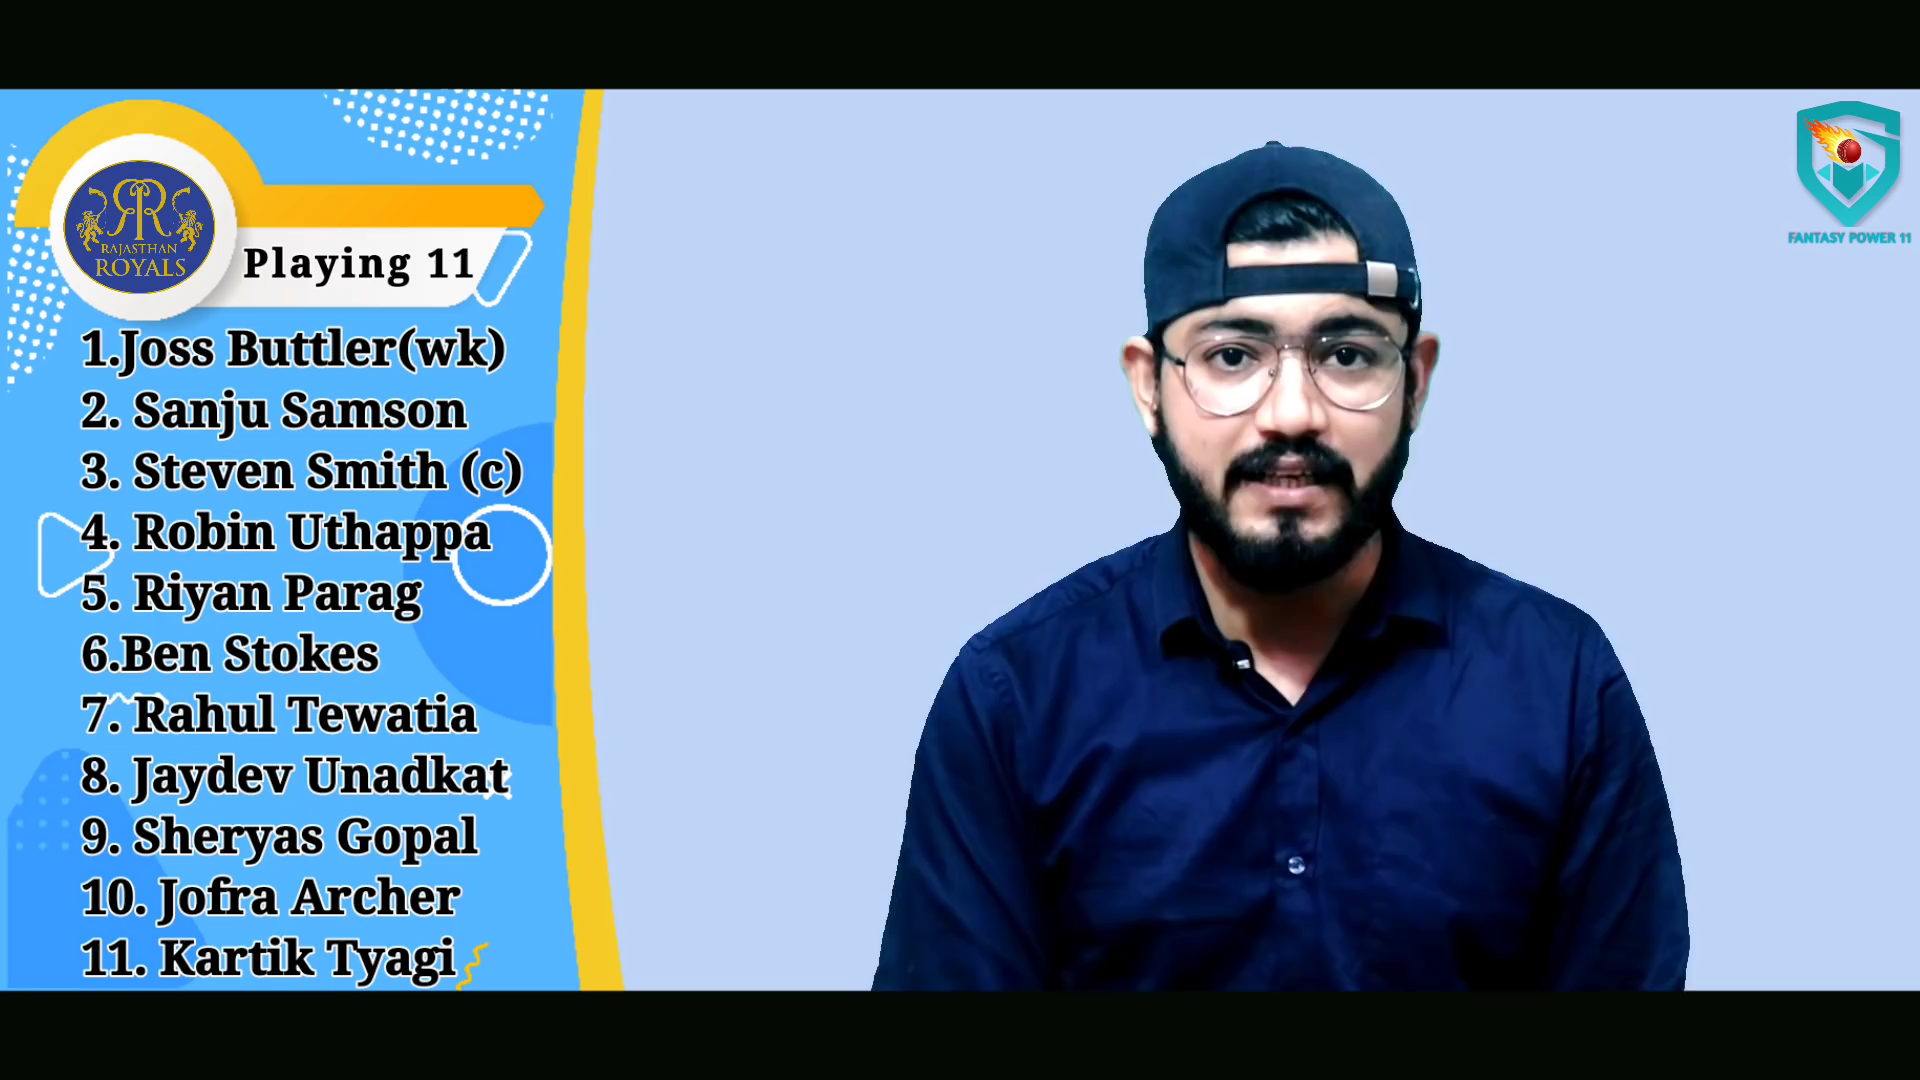 RAJASTHAN
ROYALS
Playing 11
1.Joss Buttler(wk)
2. Sanju Samson
3. Steven Smith (c)
4. Robin Uthappa
5. Riyan Parag
6.Ben Stokes
7. Rahul Tewatia
8. Jaydev Unadkat
9. Sheryas Gopal
10. Jofra Archer
11. Kartik Tyagi
FANTASY POWER 11